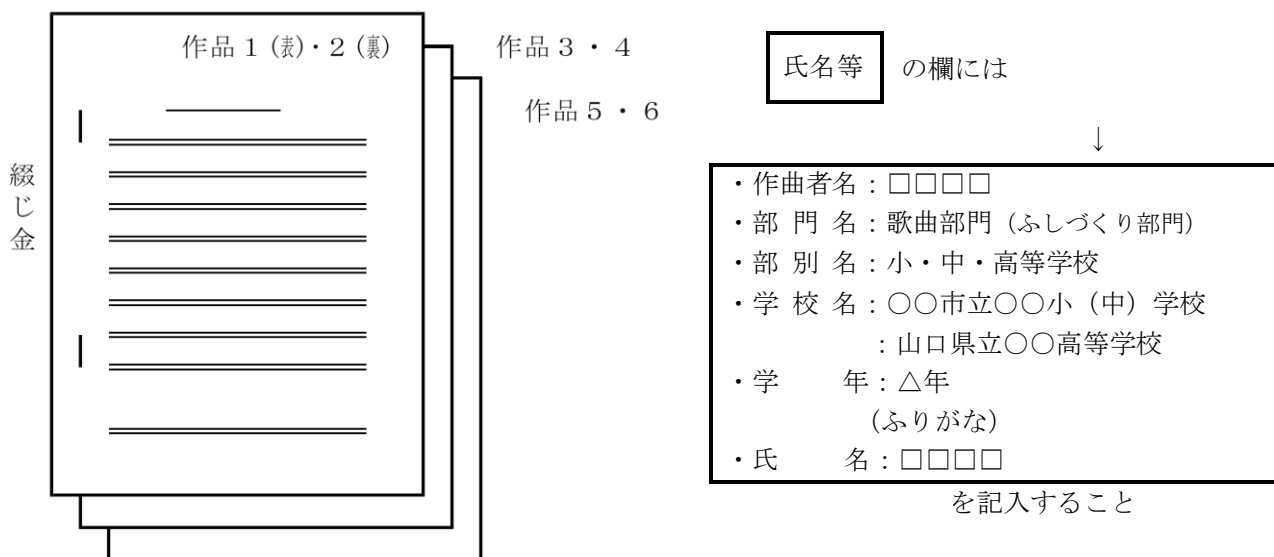 作品１(表)・２(裏)
作品３・４
作品５・６
綴じ金
氏名等 の欄には
↓
・作曲者名：□□□□
・部 門 名：歌曲部門（ふしづくり部門）
・部 別 名：小・中・高等学校
・学 校 名：○○市立○○小（中）学校
：山口県立○○高等学校
・学　　年：△年
（ふりがな）
・氏　　名：□□□□
を記入すること